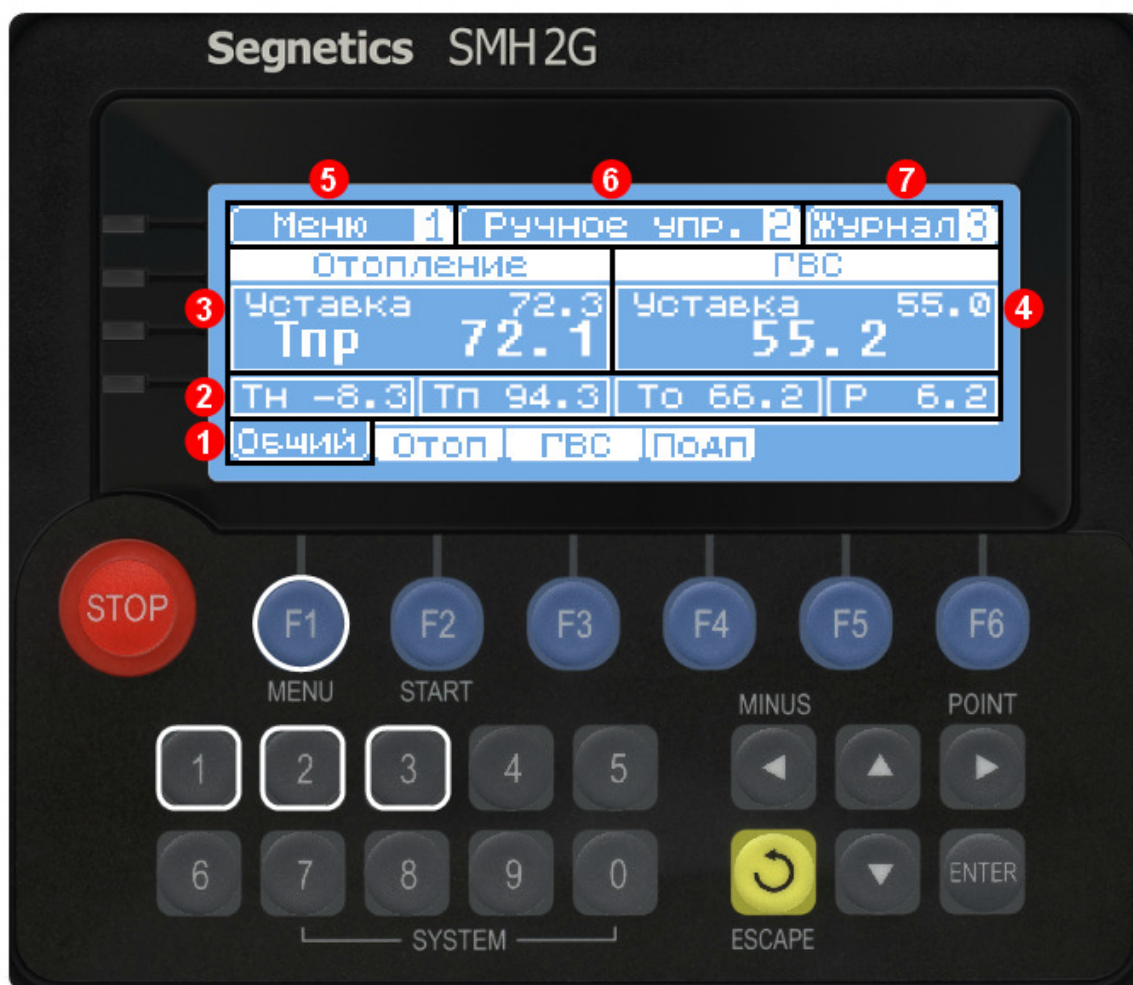 Segnetics SMH 2G
5 6 7
Меню 1 Ручное упр. 2 Журнал 3
Отопление ГВС
3 Уставка 72.3 Уставка 55.0 4
Тпр 72.1 55.2
2 Тн -8.3 Тп 94.3 То 66.2 Р 6.2
1 Общий Отоп ГВС Подп
STOP F1 F2 F3 F4 F5 F6
MENU START MINUS POINT
1 2 3 4 5
6 7 8 9 0 ENTER
SYSTEM ESCAPE